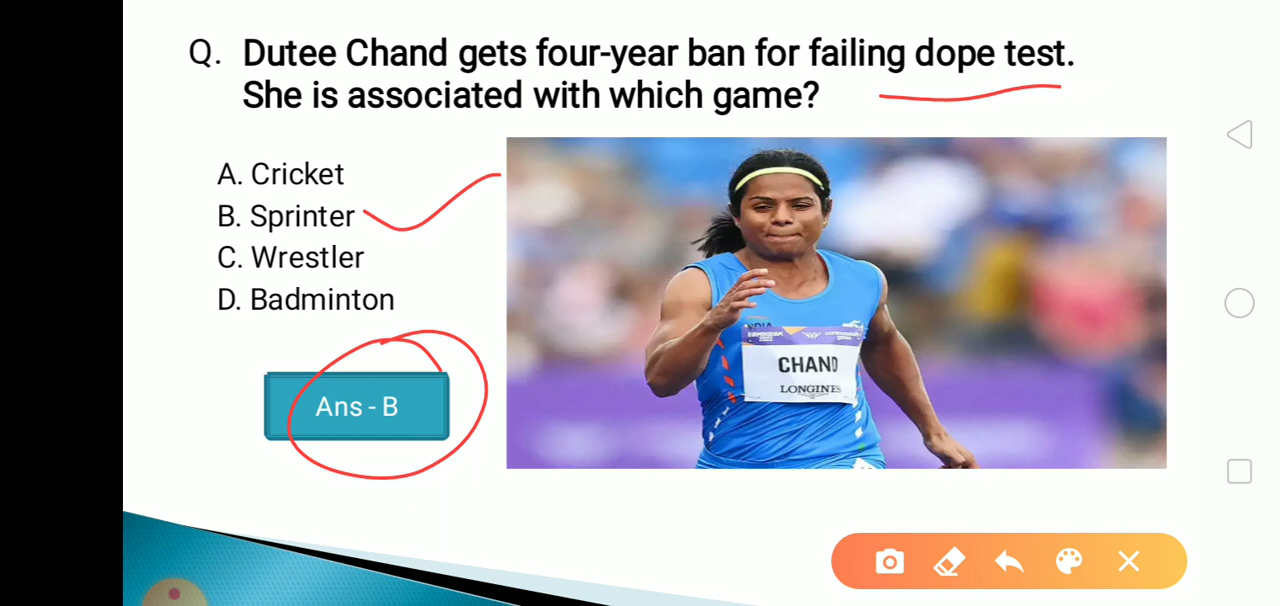 Q. Dutee Chand gets four-year ban for failing dope test.
She is associated with which game?
A. Cricket
B. Sprinter
C. Wrestler
D. Badminton
Ans - B
CHAND
LONGINES